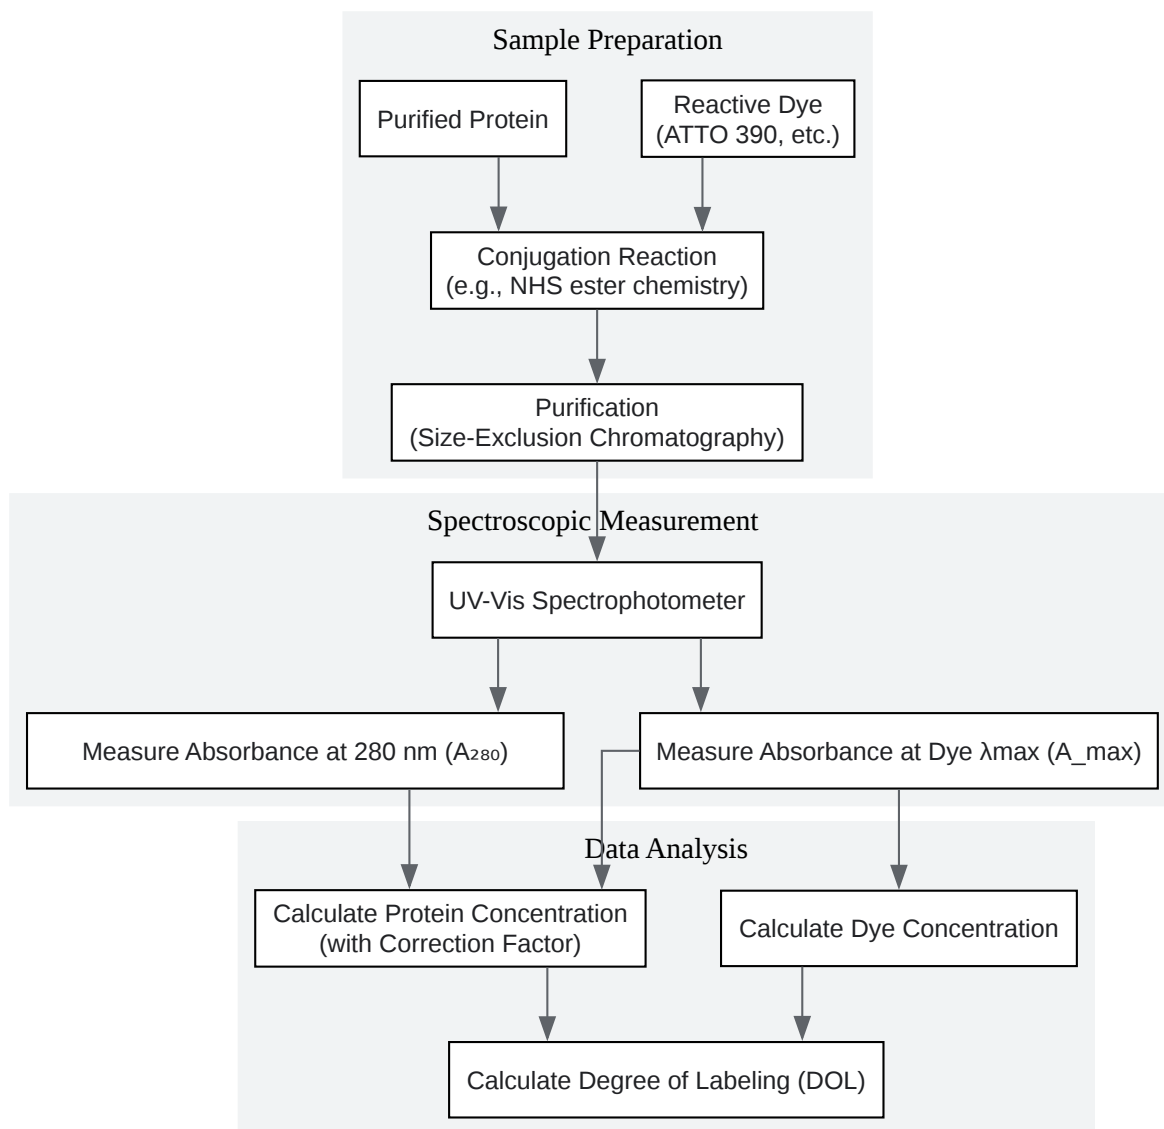 Sample Preparation
Purified Protein
Reactive Dye
(ATTO 390, etc.)
Conjugation Reaction
(e.g., NHS ester chemistry)
Purification
(Size-Exclusion Chromatography)
Spectroscopic Measurement
UV-Vis Spectrophotometer
Measure Absorbance at 280 nm (A₂₈₀)
Measure Absorbance at Dye λmax (A_max)
Data Analysis
Calculate Protein Concentration
(with Correction Factor)
Calculate Dye Concentration
Calculate Degree of Labeling (DOL)